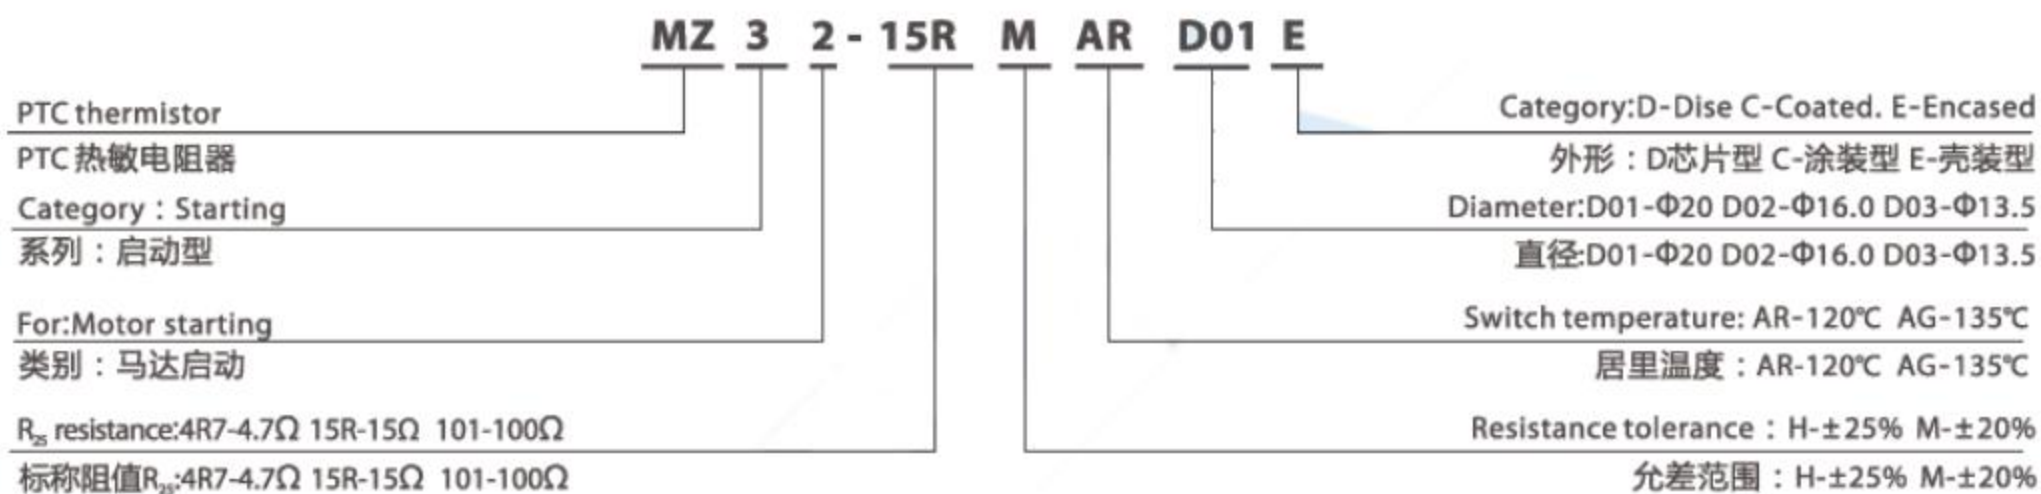 MZ 3 2 - 15R M AR D01 E
PTC thermistor
PTC 热敏电阻器
Category : Starting
系列 : 启动型
For:Motor starting
类别 : 马达启动
R25 resistance:4R7-4.7Ω 15R-15Ω 101-100Ω
标称阻值R25:4R7-4.7Ω 15R-15Ω 101-100Ω
Category:D-Dise C-Coated. E-Encased
外形 : D芯片型 C-涂装型 E-壳装型
Diameter:D01-Φ20 D02-Φ16.0 D03-Φ13.5
直径:D01-Φ20 D02-Φ16.0 D03-Φ13.5
Switch temperature: AR-120℃ AG-135℃
居里温度 : AR-120℃ AG-135℃
Resistance tolerance : H-±25% M-±20%
允差范围 : H-±25% M-±20%